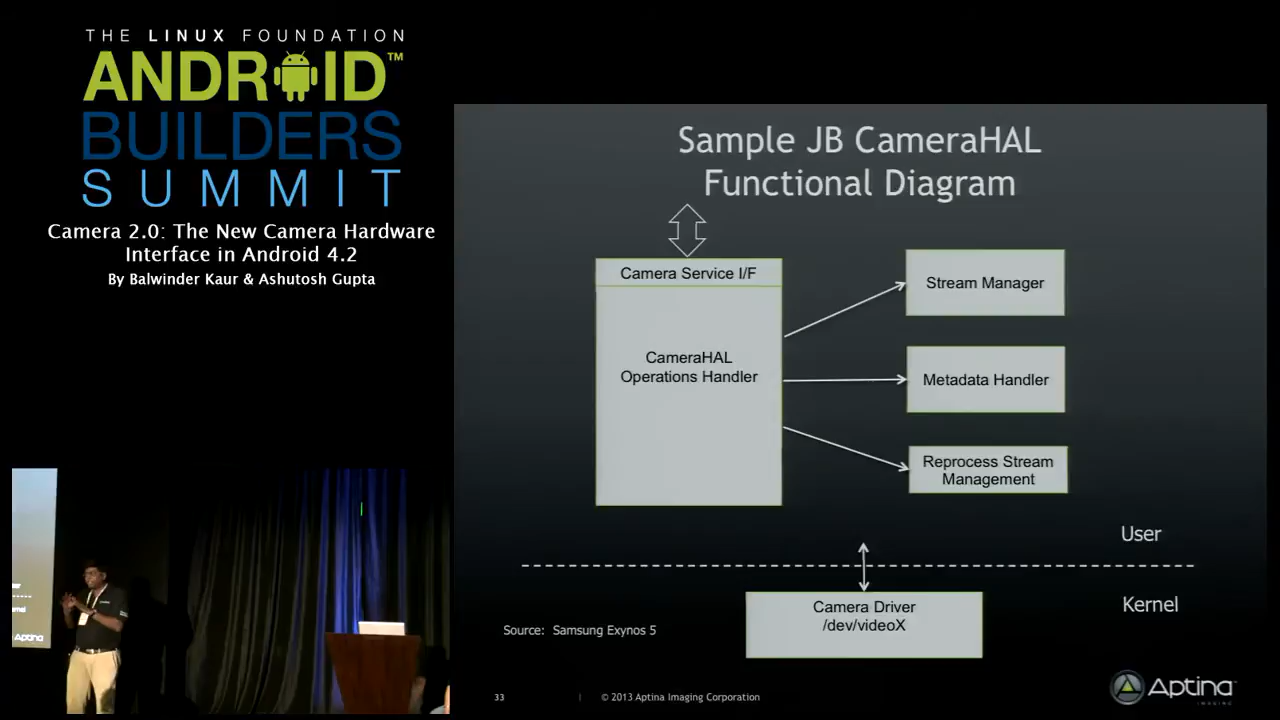 THE LINUX FOUNDATION
ANDROID™
BUILDERS
SUMMIT
Camera 2.0: The New Camera Hardware
Interface in Android 4.2
By Balwinder Kaur & Ashutosh Gupta
Sample JB CameraHAL
Functional Diagram
Camera Service I/F
CameraHAL
Operations Handler
Stream Manager
Metadata Handler
Reprocess Stream
Management
User
Kernel
Camera Driver
/dev/videoX
Source: Samsung Exynos 5
33
© 2013 Aptina Imaging Corporation
Aptina
IMAGING
Aptina